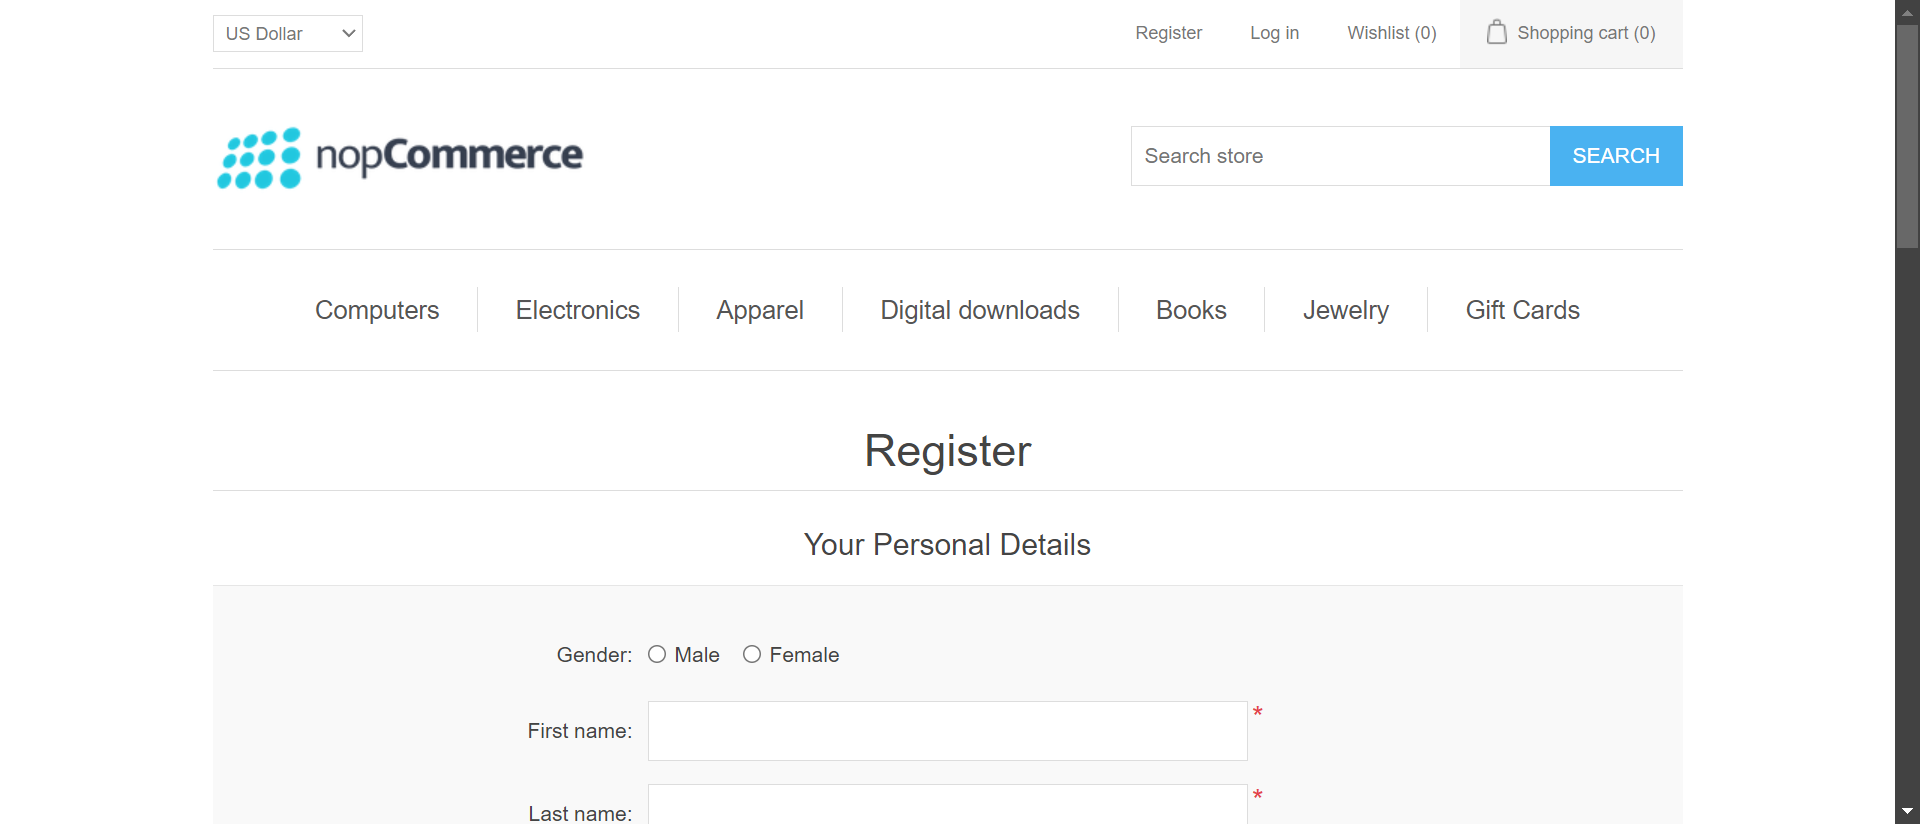 US Dollar
Register
Log in
Wishlist (0)
Shopping cart (0)
nopCommerce
Search store
SEARCH
Computers
Electronics
Apparel
Digital downloads
Books
Jewelry
Gift Cards
Register
Your Personal Details
Gender: Male Female
First name: *
Last name: *